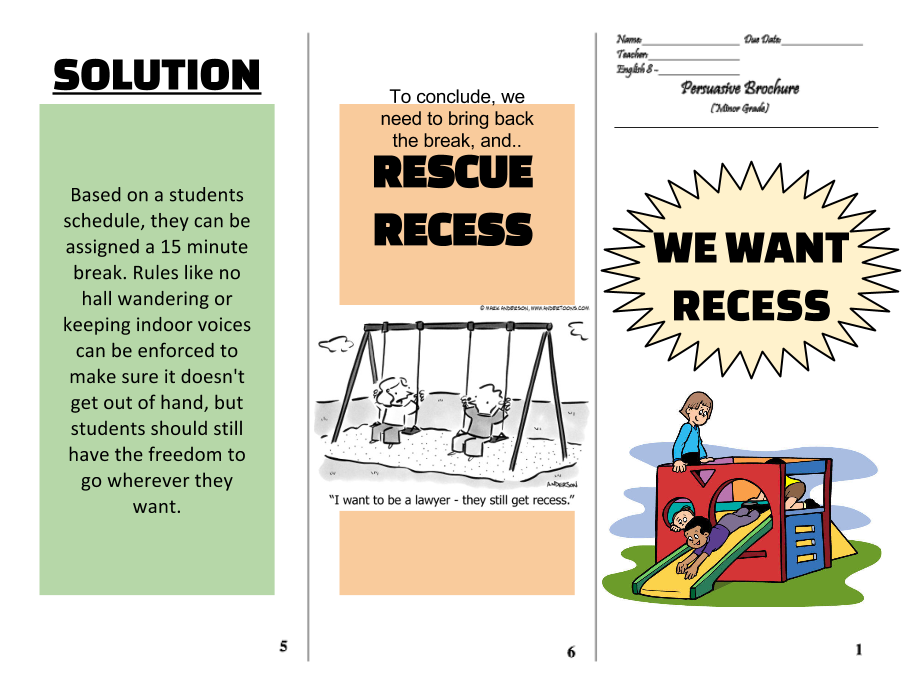 SOLUTION
Based on a students
schedule, they can be
assigned a 15 minute
break. Rules like no
hall wandering or
keeping indoor voices
can be enforced to
make sure it doesn't
get out of hand, but
students should still
have the freedom to
go wherever they
want.
5
To conclude, we
need to bring back
the break, and..
RESCUE
RECESS
© MARK ANDERSON, WWW.ANDERTOONS.COM
ANDERSON
“I want to be a lawyer - they still get recess.”
6
Name: Due Date:
Teacher:
English 8 -
Persuasive Brochure
(Minor Grade)
WE WANT
RECESS
1